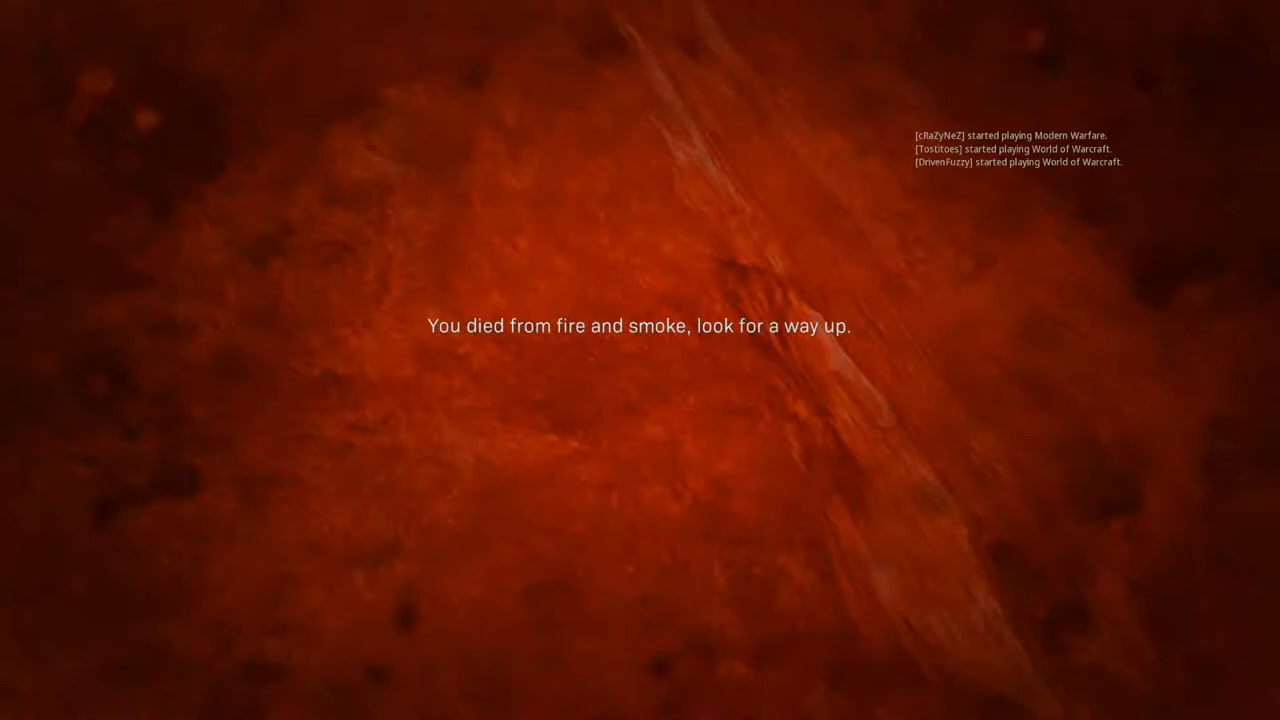 [cRaZyNeZ] started playing Modern Warfare.
[Tostitoes] started playing World of Warcraft.
[DrivenFuzzy] started playing World of Warcraft.
You died from fire and smoke, look for a way up.